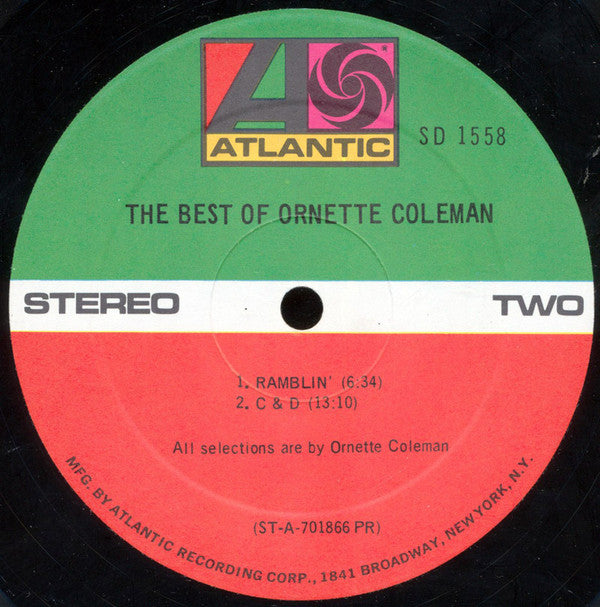 ATLANTIC
®
SD 1558
THE BEST OF ORNETTE COLEMAN
STEREO
TWO
1. RAMBLIN' (6:34)
2. C & D (13:10)
All selections are by Ornette Coleman
(ST-A-701866 PR)
MFG. BY ATLANTIC RECORDING CORP., 1841 BROADWAY, NEW YORK, N.Y.